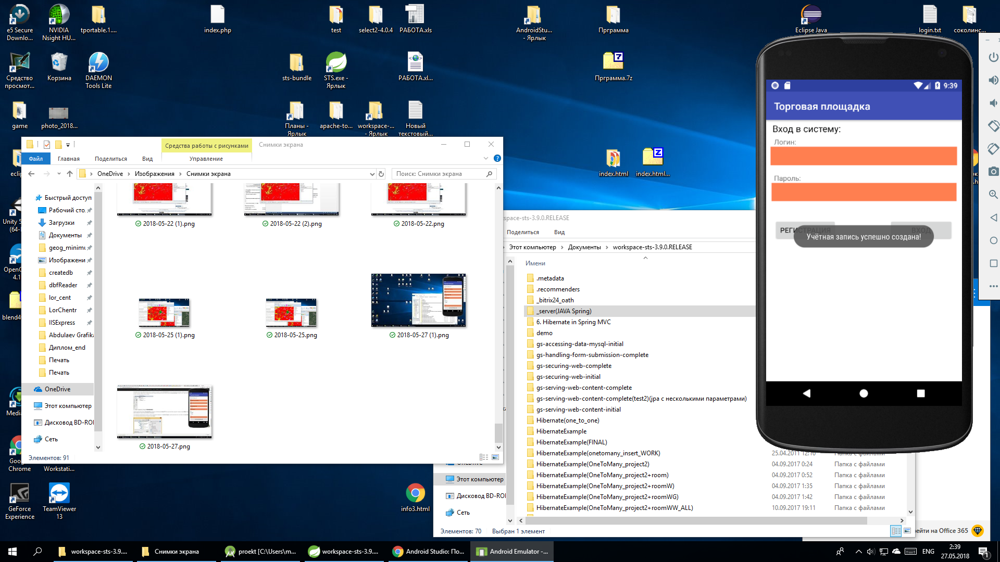 e5 Secure
Downlo...
NVIDIA
Nsight HU...
tportable.1....
index.php
test
select2-4.0.4
РАБОТА.xls
AndroidStu...
- Ярлык
Прграмма
Eclipse Java
login.txt
соколинс...
Средство
просмот...
Корзина
DAEMON
Tools Lite
sts-bundle
STS.exe -
Ярлык
РАБОТА.xl...
Прграмма.7z
game
photo_2018...
Планы -
Ярлык
apache-to...
workspace-...
- Ярлык
Новый
текстовый...
index.html
index.html...
eclip
Unity 5
(64-
OpenC
4.1
blend4
Media
Goog
Chrome
Workstati...
GeForce
Experience
TeamViewer
13
info3.html
Средства работы с рисунками
Снимки экрана
Файл
Главная
Поделиться
Вид
Управление
OneDrive
Изображения
Снимки экрана
Поиск: Снимки экрана
Быстрый доступ
Рабочий сто.
Загрузки
Документы
geog_minimu
Изображени
createdb
dbfReader
lor_cent
LorChentr
IISExpress
Abdulaev Grafika
Диплом_end
Печать
Печать
OneDrive
Этот компьютер
Дисковод BD-RO
Сеть
2018-05-22 (1).png
2018-05-22 (2).png
2018-05-22.png
2018-05-25 (1).png
2018-05-25.png
2018-05-27 (1).png
2018-05-27.png
Элементов: 91
space-sts-3.9.0.RELEASE
Поделиться
Вид
Этот компьютер
Документы
workspace-sts-3.9.0.RELEASE
Имени
.metadata
.recommenders
_bitrix24_oath
_server(JAVA Spring)
6. Hibernate in Spring MVC
demo
gs-accessing-data-mysql-initial
gs-handling-form-submission-complete
gs-securing-web-complete
gs-securing-web-initial
gs-serving-web-content-complete
gs-serving-web-content-complete(test2)(jpa с несколькими параметрами)
gs-serving-web-content-initial
Hibernate(one_to_one)
HibernateExample
HibernateExample(FINAL)
HibernateExample(onetomany_insert_WORK) 25.04.2011 12:10 Папка с файлами
HibernateExample(OneToMany_project2) 04.09.2017 0:24 Папка с файлами
HibernateExample(OneToMany_project2+room) 04.09.2017 0:52 Папка с файлами
HibernateExample(OneToMany_project2+roomW) 04.09.2017 1:35 Папка с файлами
HibernateExample(OneToMany_project2+roomWG) 04.09.2017 1:42 Папка с файлами
HibernateExample(OneToMany_project2+roomWW_ALL) 10.09.2017 19:11 Папка с файлами
OneDrive
Этот компьютер
Дисковод BD-RO
Сеть
Элементов: 70
Выбран 1 элемент
ейти на Office 365
9:39
Торговая площадка
Вход в систему:
Логин:
Пароль:
РЕГИСТРАЦИЯ
ВХОД
Учётная запись успешно создана!
workspace-sts-3.9....
Снимки экрана
proekt [C:\Users\m...
workspace-sts-3.9....
Android Studio: По...
Android Emulator -...
ENG
2:39
27.05.2018
1